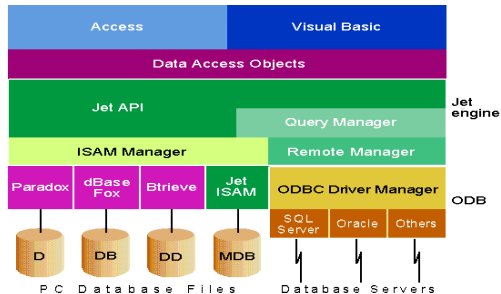 Access Visual Basic
Data Access Objects
Jet API
Jet
engine
Query Manager
ISAM Manager Remote Manager
Paradox dBase
Fox Btrieve Jet
ISAM ODBC Driver Manager
ODB
SQL
Server Oracle Others
D DB DD MDB
PC Database Files Database Servers